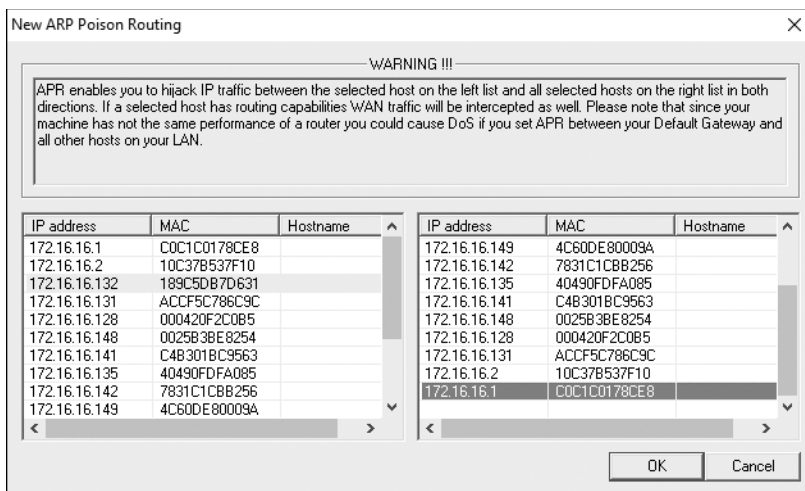 New ARP Poison Routing
WARNING !!!
APR enables you to hijack IP traffic between the selected host on the left list and all selected hosts on the right list in both
directions. If a selected host has routing capabilities WAN traffic will be intercepted as well. Please note that since your
machine has not the same performance of a router you could cause DoS if you set APR between your Default Gateway and
all other hosts on your LAN.
IP address MAC Hostname
172.16.16.1 C0C1C0178CE8
172.16.16.2 10C37B537F10
172.16.16.132 189C5DB7D631
172.16.16.131 ACCF5C786C9C
172.16.16.128 000420F2C0B5
172.16.16.148 0025B3BE8254
172.16.16.141 C4B301BC9563
172.16.16.135 40490FDFA085
172.16.16.142 7831C1CBB256
172.16.16.149 4C60DE80009A
IP address MAC Hostname
172.16.16.149 4C60DE80009A
172.16.16.142 7831C1CBB256
172.16.16.135 40490FDFA085
172.16.16.141 C4B301BC9563
172.16.16.148 0025B3BE8254
172.16.16.128 000420F2C0B5
172.16.16.131 ACCF5C786C9C
172.16.16.2 10C37B537F10
172.16.16.1 C0C1C0178CE8
OK Cancel